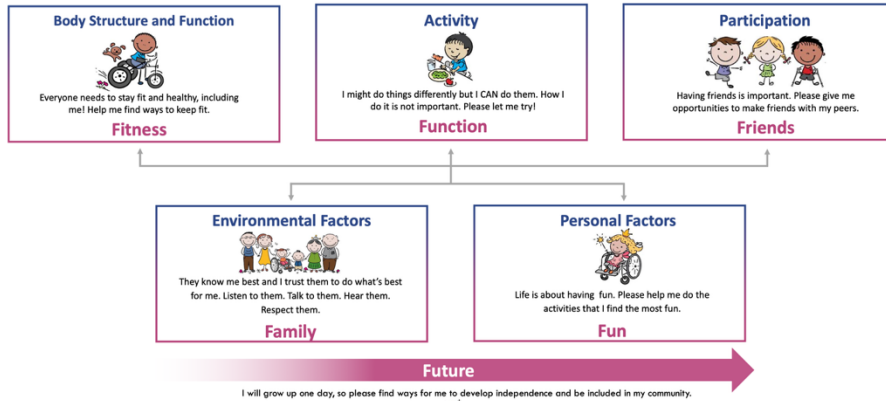 Body Structure and Function
Everyone needs to stay fit and healthy, including
me! Help me find ways to keep fit.
Fitness
Activity
I might do things differently but I CAN do them. How I
do it is not important. Please let me try!
Function
Participation
Having friends is important. Please give me
opportunities to make friends with my peers.
Friends
Environmental Factors
They know me best and I trust them to do what's best
for me. Listen to them. Talk to them. Hear them.
Respect them.
Family
Personal Factors
Life is about having fun. Please help me do the
activities that I find the most fun.
Fun
Future
I will grow up one day, so please find ways for me to develop independence and be included in my community.